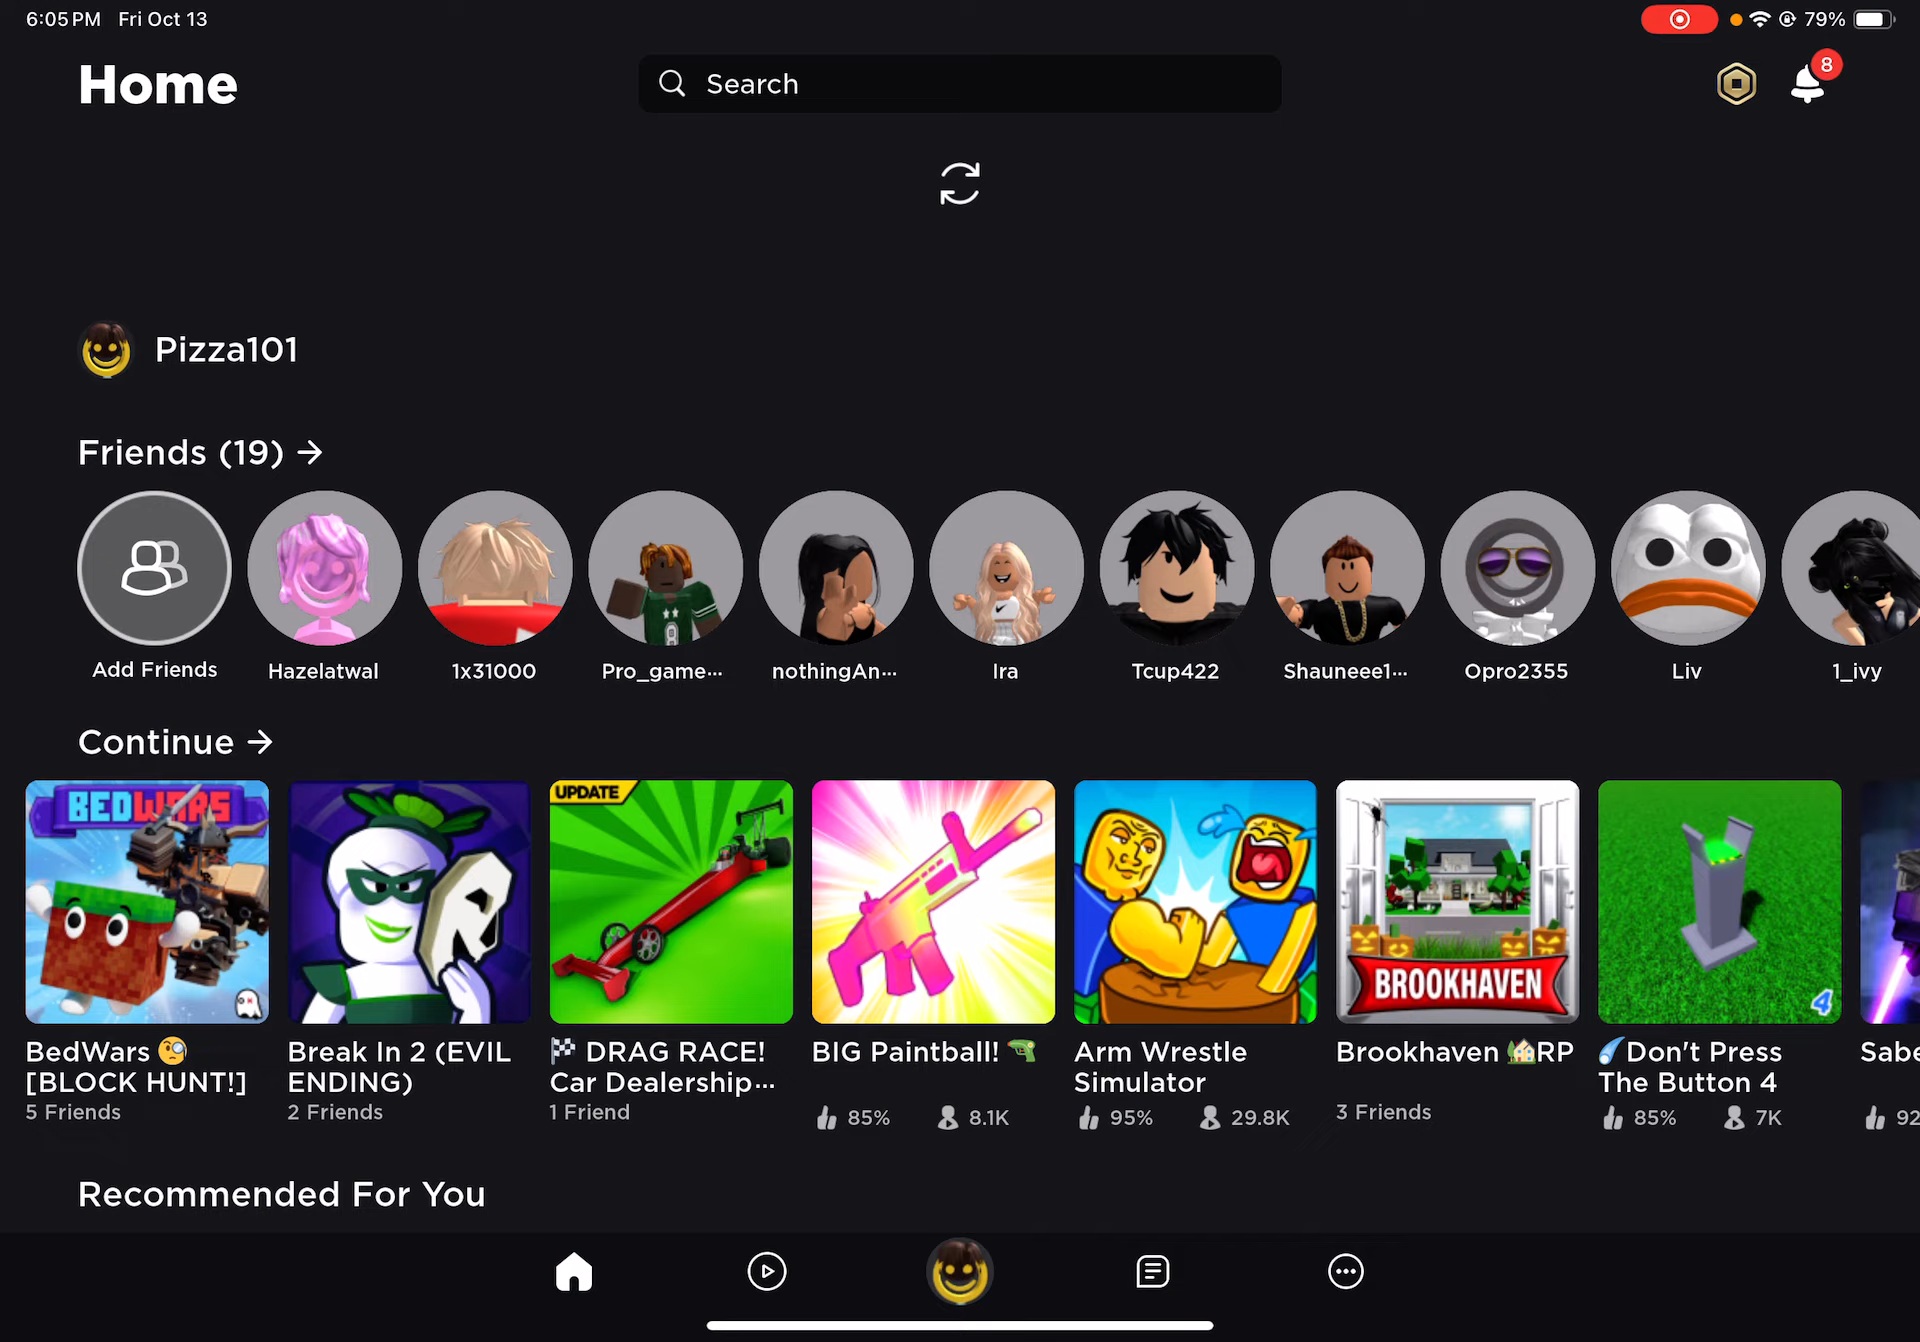 6:05 PM Fri Oct 13
79%
Home
Search
8
Pizza101
Friends (19)
Add Friends
Hazelatwal
1x31000
Pro_game...
nothingAn...
Ira
Tcup422
Shauneee1...
Opro2355
Liv
1_ivy
Continue
BEDWARS
UPDATE
BROOKHAVEN
4
BedWars 🧐
[BLOCK HUNT!]
5 Friends
Break In 2 (EVIL
ENDING)
2 Friends
🏁 DRAG RACE!
Car Dealership...
1 Friend
BIG Paintball! 🔫
85% 8.1K
Arm Wrestle
Simulator
95% 29.8K
Brookhaven 🏡RP
3 Friends
☄️Don't Press
The Button 4
85% 7K
Sabe
92
Recommended For You